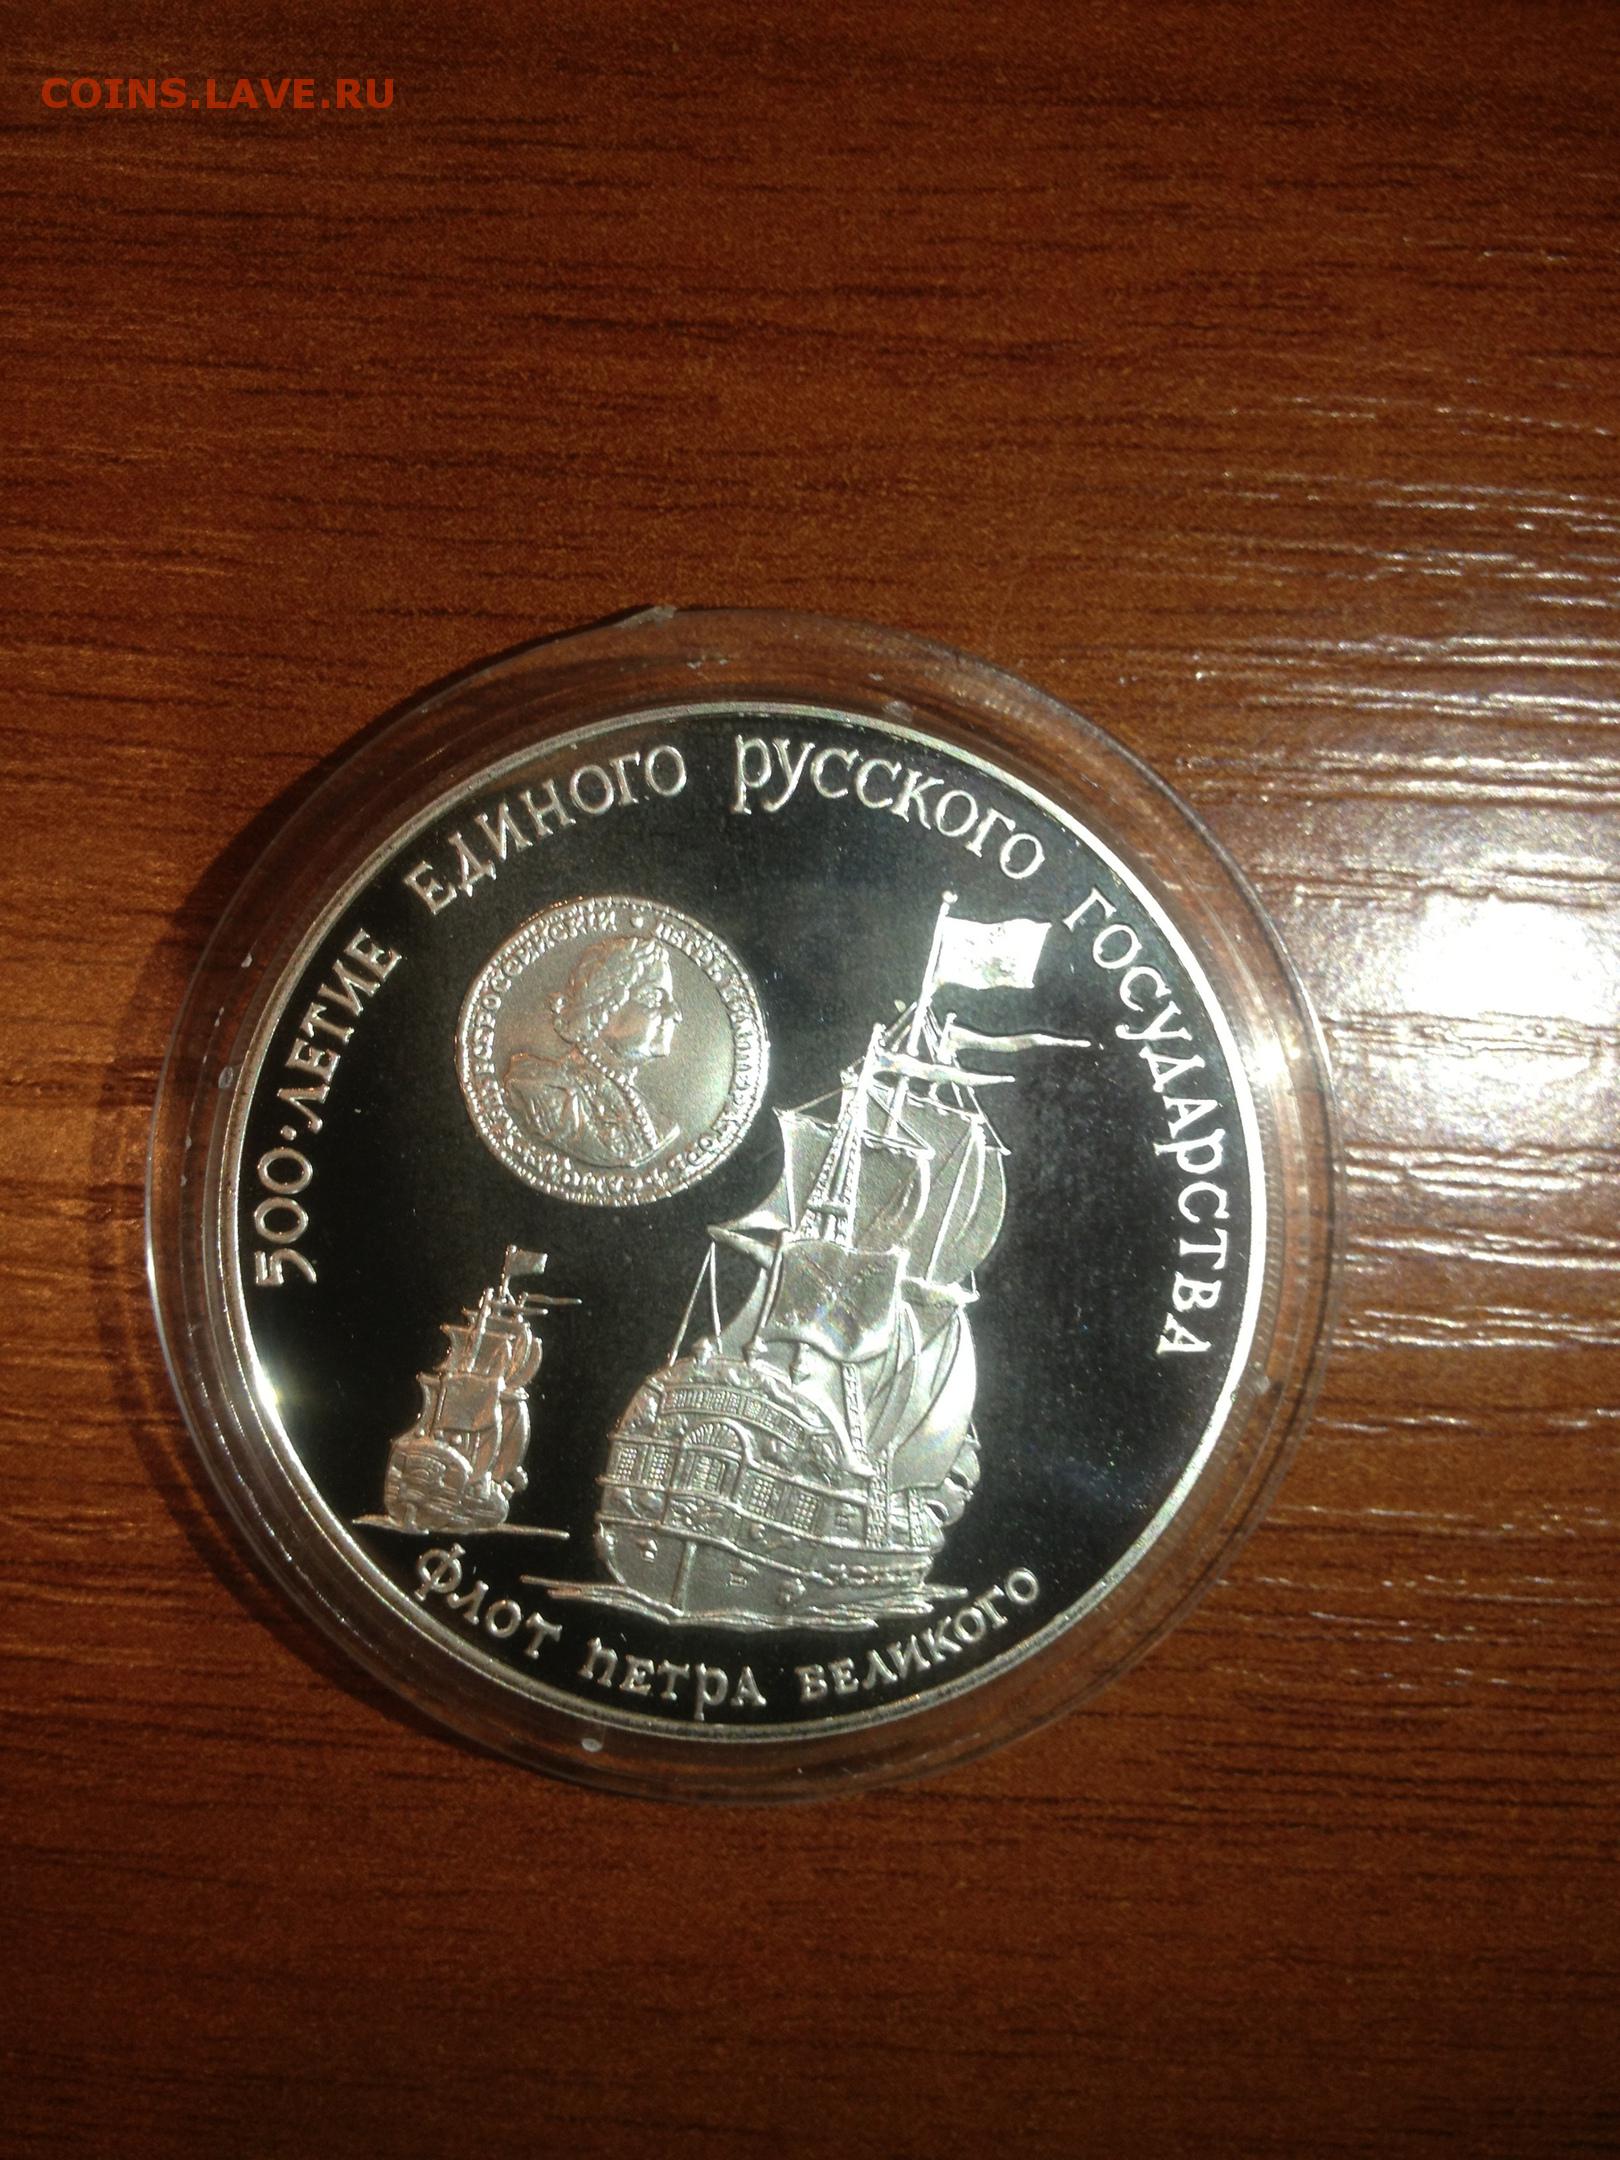 COINS.LAVE.RU
500·ЛЕТИЕ ЕДИНОГО РУССКОГО ГОСУДАРСТВА
ФЛОТ ПЕТРА ВЕЛИКОГО